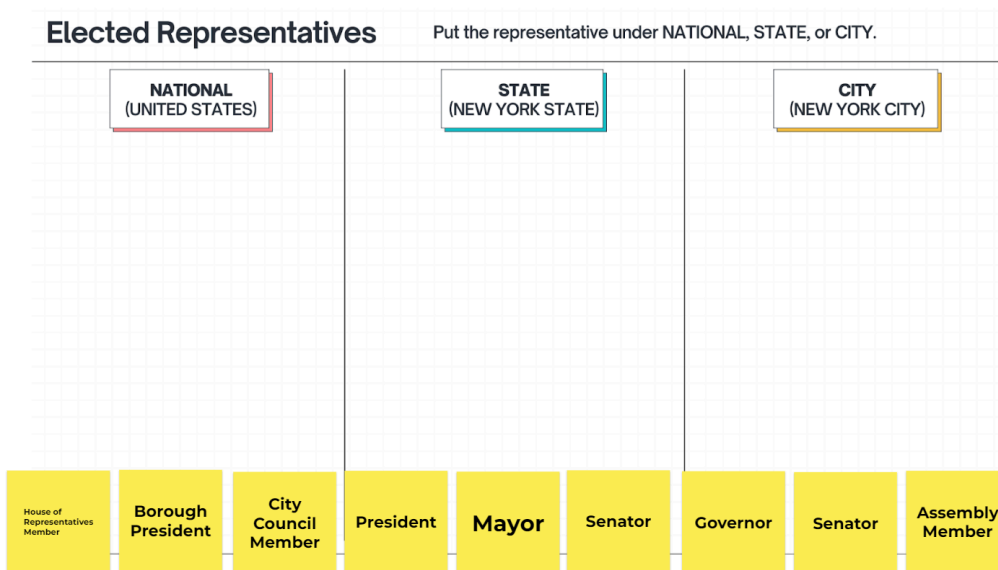 Elected Representatives
Put the representative under NATIONAL, STATE, or CITY.
NATIONAL
(UNITED STATES)
STATE
(NEW YORK STATE)
CITY
(NEW YORK CITY)
House of
Representatives
Member
Borough
President
City
Council
Member
President
Mayor
Senator
Governor
Senator
Assembly
Member